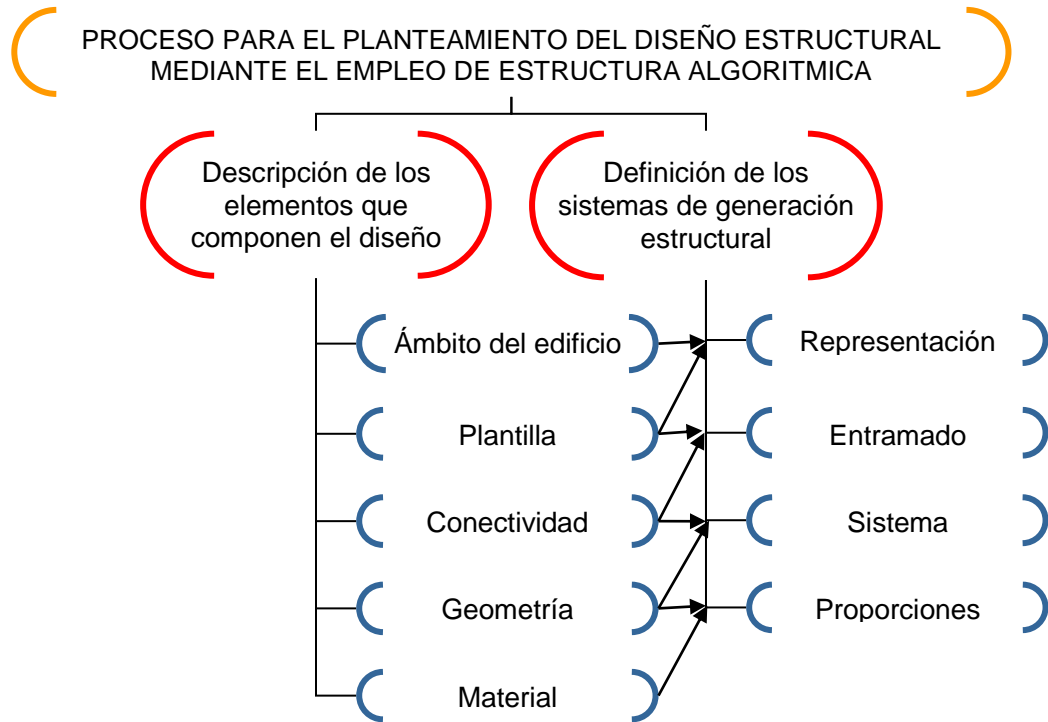 PROCESO PARA EL PLANTEAMIENTO DEL DISEÑO ESTRUCTURAL
MEDIANTE EL EMPLEO DE ESTRUCTURA ALGORITMICA
Descripción de los
elementos que
componen el diseño
Definición de los
sistemas de generación
estructural
Ámbito del edificio
Plantilla
Conectividad
Geometría
Material
Representación
Entramado
Sistema
Proporciones